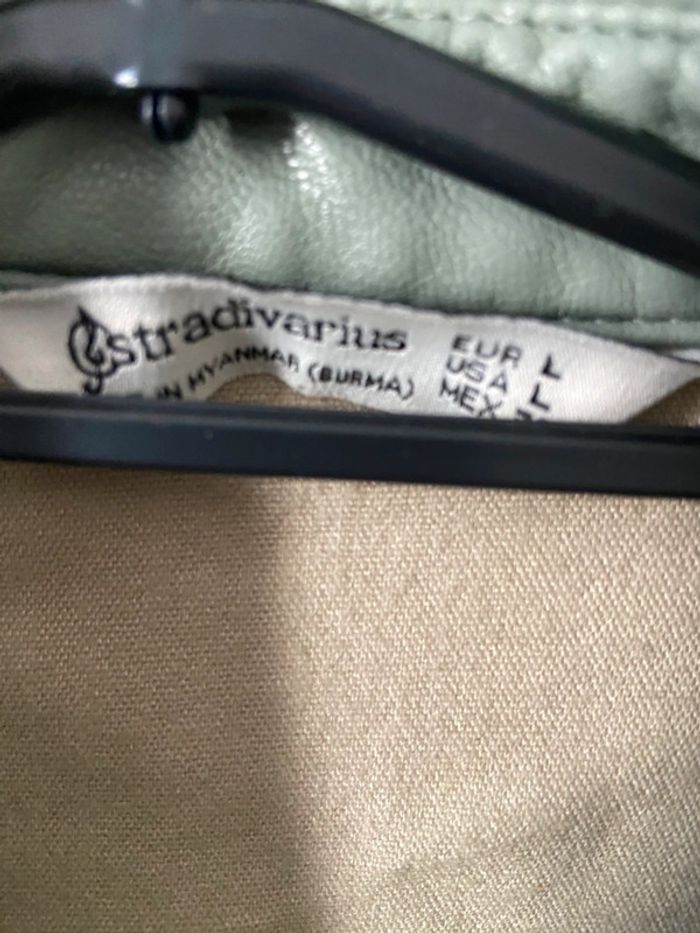 stradivarius
IN MYANMAR (BURMA)
EUR L
USA L
MEX